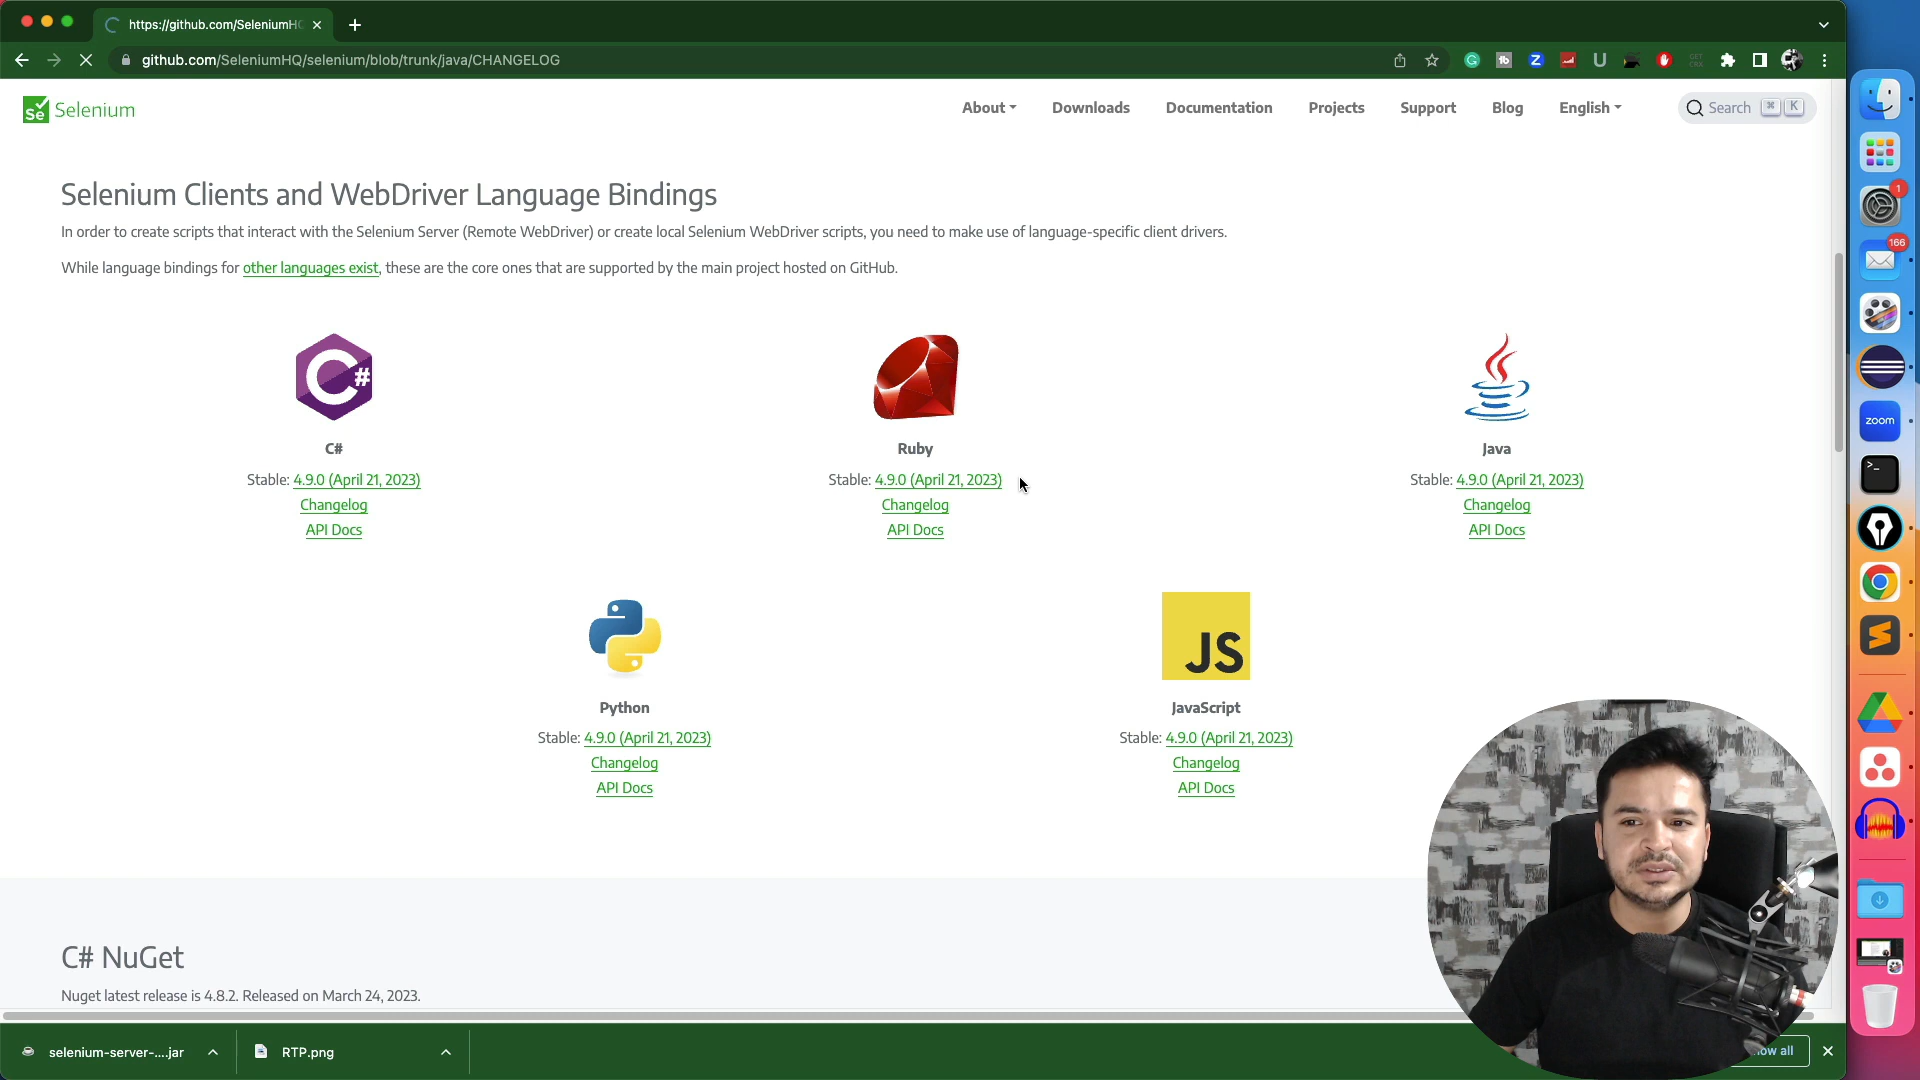 https://github.com/SeleniumHC
github.com/SeleniumHQ/selenium/blob/trunk/java/CHANGELOG
Selenium
About
Downloads
Documentation
Projects
Support
Blog
English
Search ⌘ K
Selenium Clients and WebDriver Language Bindings
In order to create scripts that interact with the Selenium Server (Remote WebDriver) or create local Selenium WebDriver scripts, you need to make use of language-specific client drivers.
While language bindings for other languages exist, these are the core ones that are supported by the main project hosted on GitHub.
C#
Stable: 4.9.0 (April 21, 2023)
Changelog
API Docs
Ruby
Stable: 4.9.0 (April 21, 2023)
Changelog
API Docs
Java
Stable: 4.9.0 (April 21, 2023)
Changelog
API Docs
Python
Stable: 4.9.0 (April 21, 2023)
Changelog
API Docs
JS
JavaScript
Stable: 4.9.0 (April 21, 2023)
Changelog
API Docs
C# NuGet
Nuget latest release is 4.8.2. Released on March 24, 2023.
selenium-server-....jar
RTP.png
all
1
166
zoom